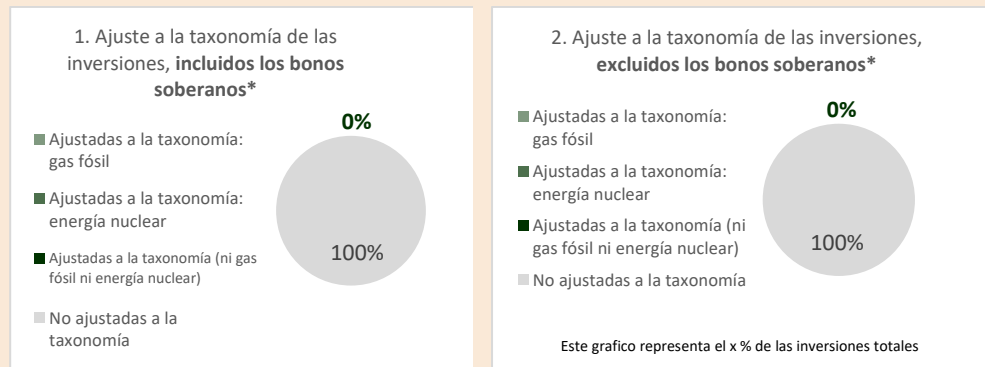 1. Ajuste a la taxonomía de las
inversiones, incluidos los bonos
soberanos*
Ajustadas a la taxonomía:
gas fósil
Ajustadas a la taxonomía:
energía nuclear
Ajustadas a la taxonomía (ni gas
fósil ni energía nuclear)
No ajustadas a la
taxonomía
0%
100%
2. Ajuste a la taxonomía de las inversiones,
excluidos los bonos soberanos*
Ajustadas a la taxonomía:
gas fósil
Ajustadas a la taxonomía:
energía nuclear
Ajustadas a la taxonomía (ni
gas fósil ni energía nuclear)
No ajustadas a la taxonomía
0%
100%
Este grafico representa el x % de las inversiones totales